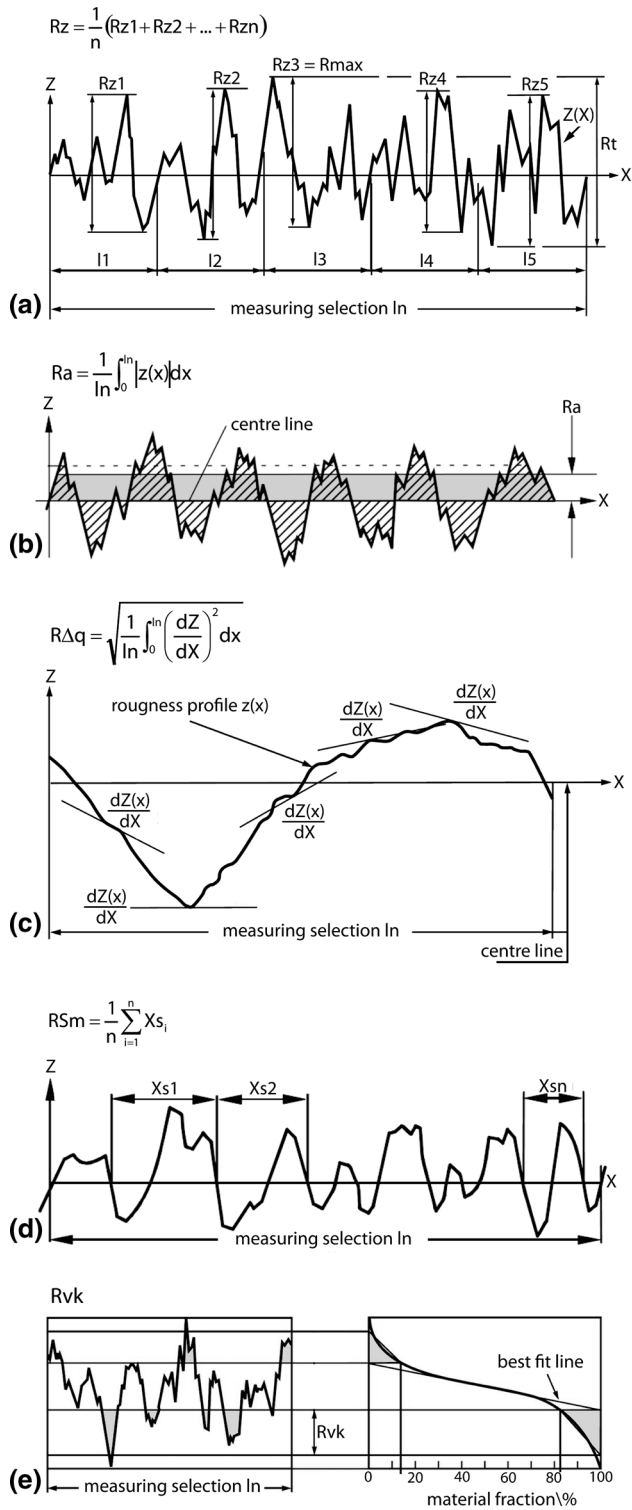 Rz = 1/n (Rz1 + Rz2 + ... + Rzn)
Rz3 = Rmax
Z Rz1 Rz2 Rz4 Rz5
Z(X)
Rt
X
l1 l2 l3 l4 l5
(a) measuring selection ln
Ra = 1/ln ∫₀ˡⁿ |z(x)|dx
Z centre line Ra
X
(b)
RΔq = √(1/ln ∫₀ˡⁿ (dZ/dX)² dx)
Z
rougness profile z(x) dZ(x)/dX dZ(x)/dX
X
dZ(x)/dX dZ(x)/dX
dZ(x)/dX
(c) measuring selection ln
centre line
RSm = 1/n ∑ⁿᵢ₌₁ Xsᵢ
Z Xs1 Xs2 Xsn
X
(d) measuring selection ln
Rvk
best fit line
Rvk
(e) measuring selection ln
0 20 40 60 80 100
material fraction\%